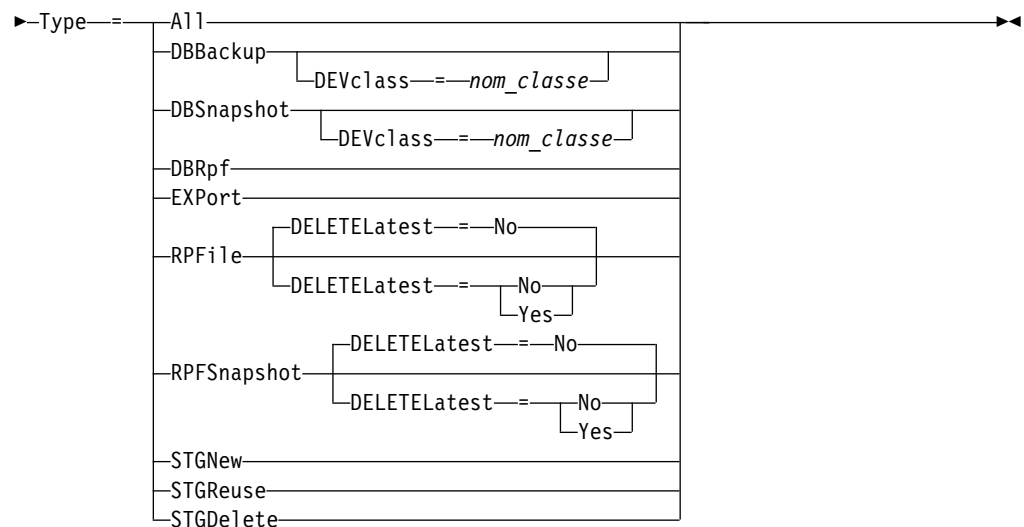 Type = All
DBBackup
DEVclass = nom_classe
DBSnapshot
DEVclass = nom_classe
DBRpf
EXPort
DELETELatest = No
RPFile
DELETELatest = No
Yes
DELETELatest = No
RPFSnapshot
DELETELatest = No
Yes
STGNew
STGReuse
STGDelete